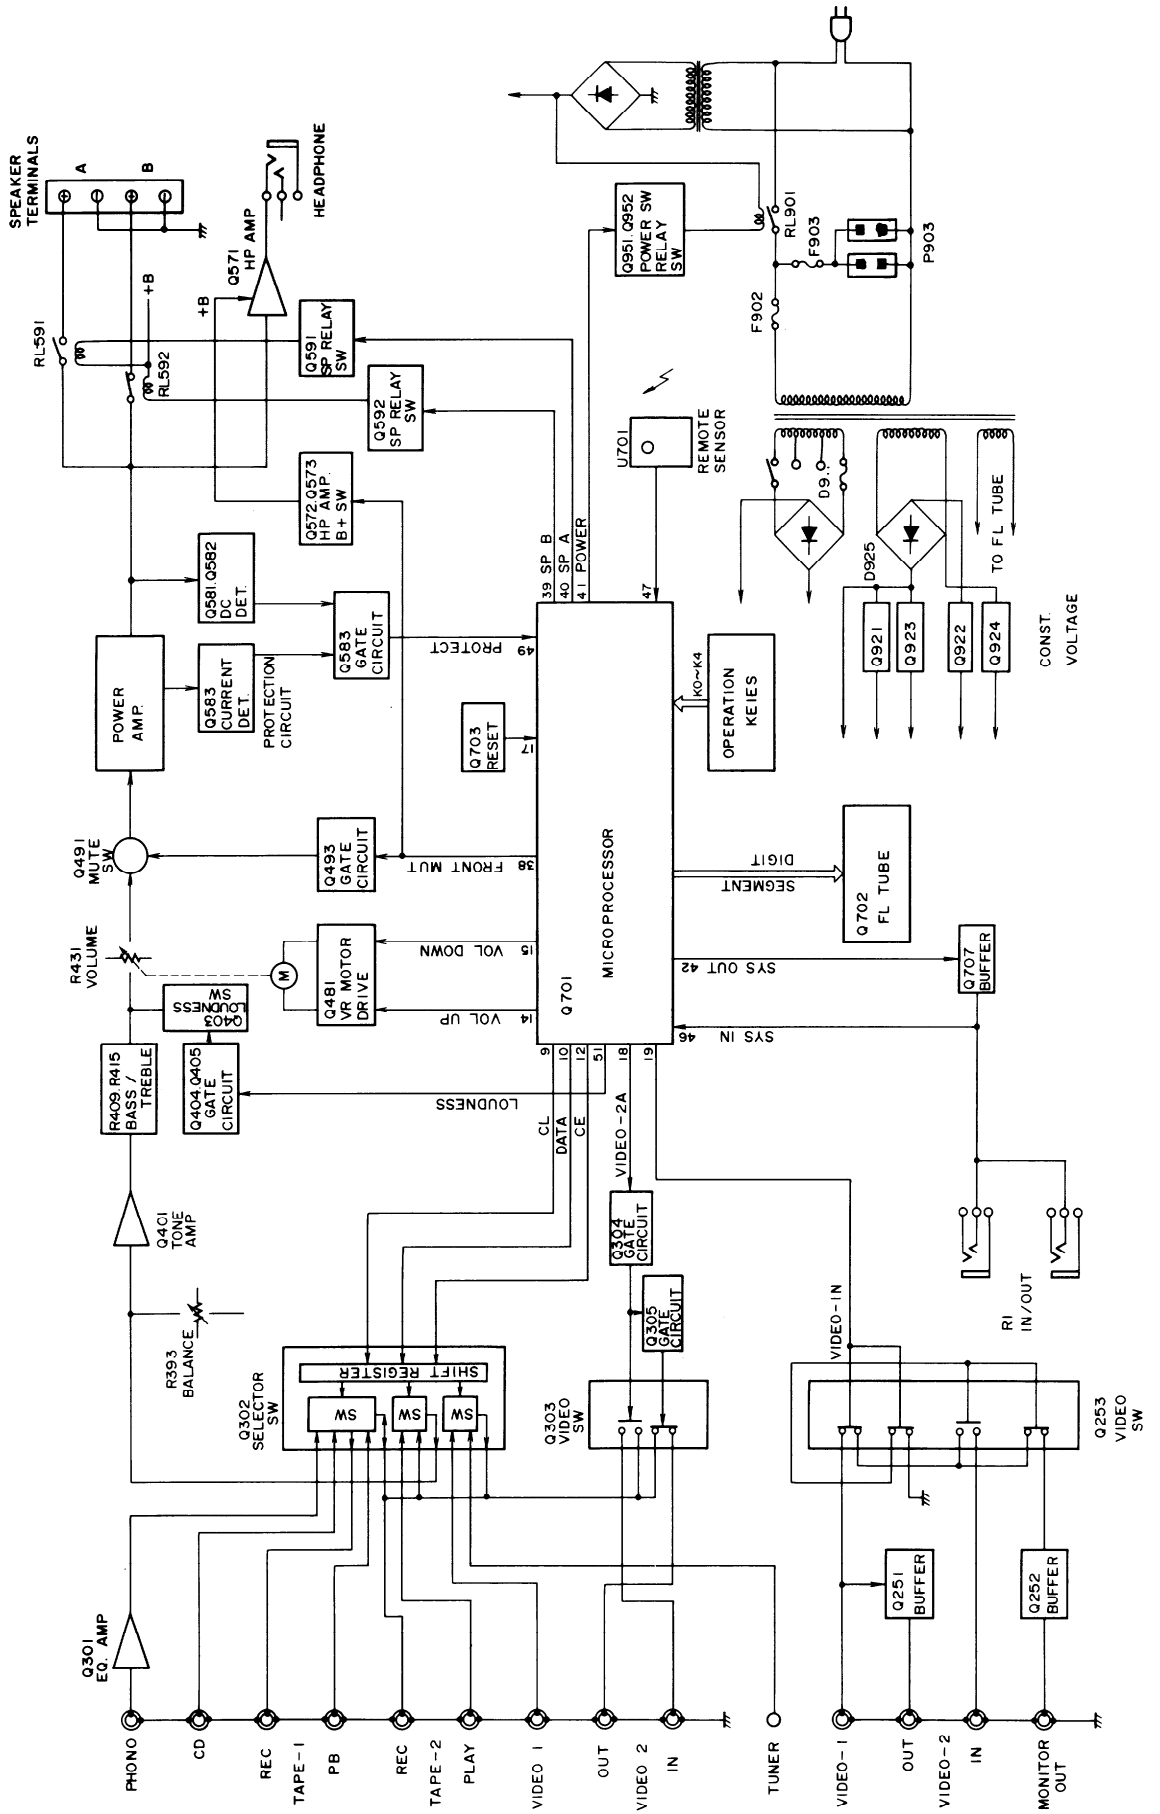 PHONO
CD
REC
TAPE-1
PB
REC
TAPE-2
PLAY
VIDEO 1
OUT
VIDEO 2
IN
TUNER
VIDEO-1
OUT
VIDEO-2
IN
MONITOR
OUT
Q301
EQ. AMP
R393
BALANCE
Q302
SELECTOR
SW
SHIFT REGISTER
SW
SW
SW
Q303
VIDEO
SW
Q304
GATE
CIRCUIT
Q305
GATE
CIRCUIT
Q251
BUFFER
Q252
BUFFER
Q253
VIDEO
SW
VIDEO-IN
RI
IN/OUT
Q401
TONE
AMP
R409.R415
BASS /
TREBLE
Q404.Q405
GATE
CIRCUIT
Q403
LOUDNESS
SW
R431
VOLUME
M
Q481
VR MOTOR
DRIVE
Q491
MUTE
SW
Q493
GATE
CIRCUIT
POWER
AMP.
Q583
CURRENT
DET.
PROTECTION
CIRCUIT
Q581.Q582
DC
DET.
Q583
GATE
CIRCUIT
Q572.Q573
HP AMP.
B+ SW
Q592
SP RELAY
SW
Q591
SP RELAY
SW
RL591
RL592
+B
+B
Q571
HP AMP
HEADPHONE
SPEAKER
TERMINALS
A
B
Q703
RESET
Q701
MICROPROCESSOR
9 CL
10 DATA
12 CE
51 LOUDNESS
18 VIDEO-2A
19
14 VOL UP
15 VOL DOWN
38 FRONT MUT
17
49 PROTECT
39 SP B
40 SP A
41 POWER
47
46 SYS IN
42 SYS OUT
SEGMENT
DIGIT
K0~K4
OPERATION
KEIES
Q702
FL TUBE
Q707
BUFFER
U701
REMOTE
SENSOR
Q951.Q952
POWER SW
RELAY
SW
RL901
F903
F902
P903
D9..
D925
TO FL TUBE
Q921
Q923
Q922
Q924
CONST.
VOLTAGE